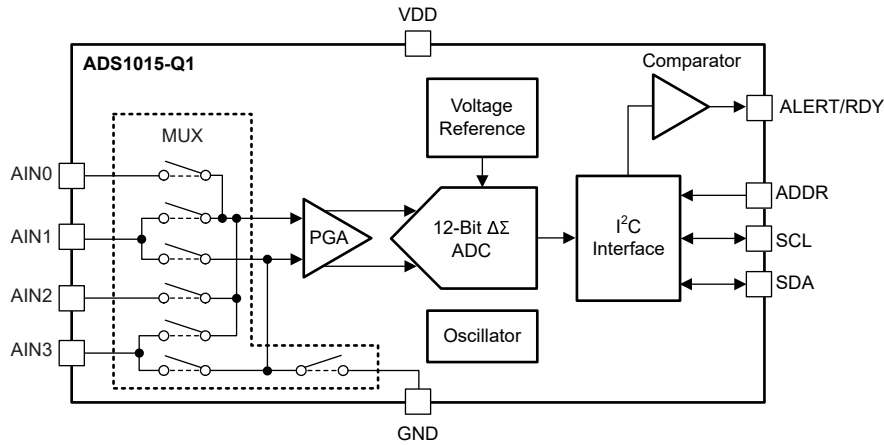 VDD
ADS1015-Q1
Comparator
Voltage
Reference
ALERT/RDY
MUX
AIN0
ADDR
AIN1
PGA
12-Bit ΔΣ
ADC
I²C
Interface
SCL
AIN2
SDA
Oscillator
AIN3
GND